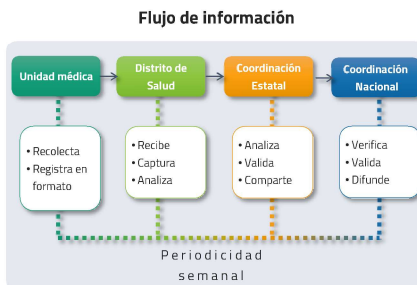 Flujo de información
Unidad médica
Distrito de
Salud
Coordinación
Estatal
Coordinación
Nacional
• Recolecta
• Registra en
formato
• Recibe
• Captura
• Analiza
• Analiza
• Valida
• Comparte
• Verifica
• Valida
• Difunde
Periodicidad
semanal